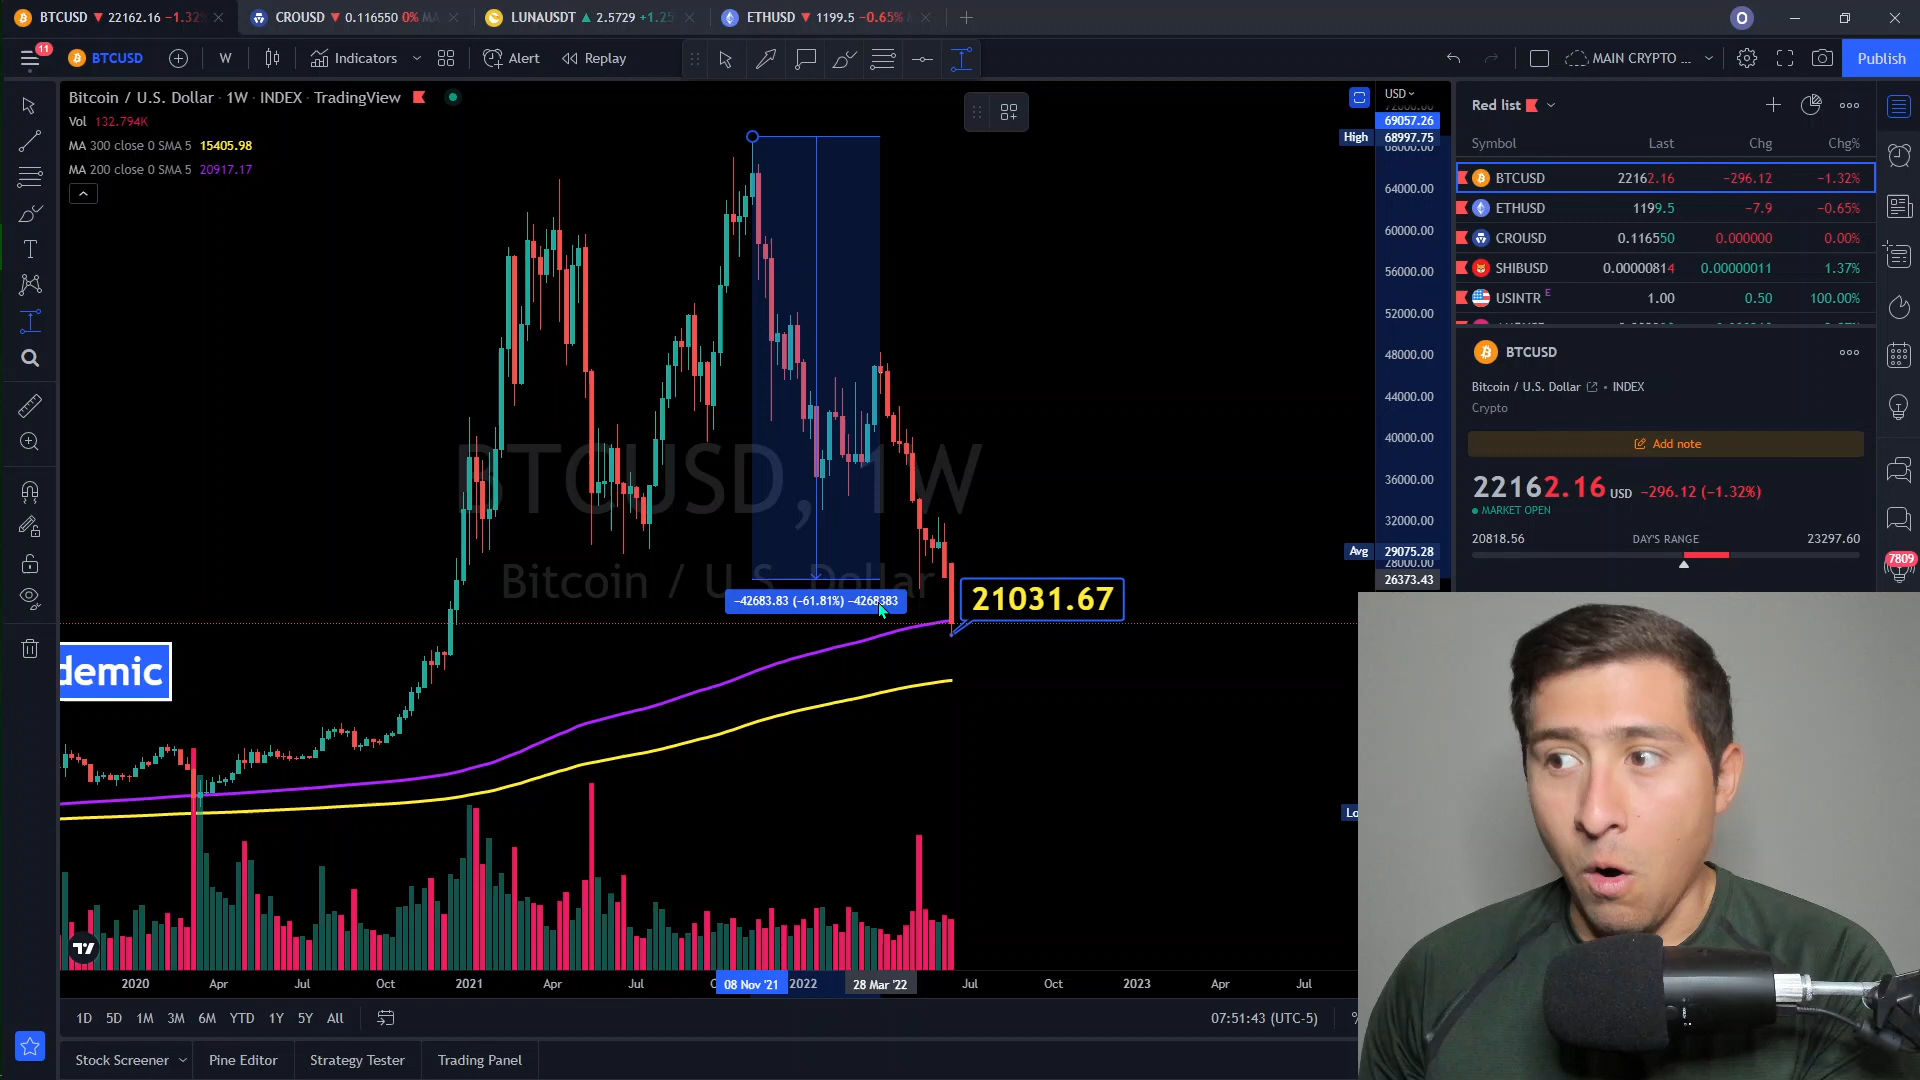 BTCUSD ▼ 22162.16 −1.32
CROUSD ▼ 0.116550 0% MA
LUNAUSDT ▲ 2.5729 +1.25
ETHUSD ▼ 1199.5 −0.65%
O
11
BTCUSD
W
Indicators
Alert
Replay
MAIN CRYPTO ...
Publish
Bitcoin / U.S. Dollar · 1W · INDEX · TradingView
Vol 132.794K
MA 300 close 0 SMA 5 15405.98
MA 200 close 0 SMA 5 20917.17
BTCUSD, 1W
Bitcoin / U.S. Dollar
−42683.83 (−61.81%) −4268383
21031.67
demic
USD
69057.26
High 68997.75
64000.00
60000.00
56000.00
52000.00
48000.00
44000.00
40000.00
36000.00
32000.00
Avg 29075.28
28000.00
26373.43
Lo
2020 Apr Jul Oct 2021 Apr Jul 08 Nov '21 2022 28 Mar '22 Jul Oct 2023 Apr Jul
1D 5D 1M 3M 6M YTD 1Y 5Y All
07:51:43 (UTC-5)
%
Stock Screener
Pine Editor
Strategy Tester
Trading Panel
Red list
Symbol Last Chg Chg%
BTCUSD 22162.16 −296.12 −1.32%
ETHUSD 1199.5 −7.9 −0.65%
CROUSD 0.116550 0.000000 0.00%
SHIBUSD 0.00000814 0.00000011 1.37%
USINTR E 1.00 0.50 100.00%
BTCUSD
Bitcoin / U.S. Dollar • INDEX
Crypto
Add note
22162.16 USD −296.12 (−1.32%)
MARKET OPEN
20818.56 DAY'S RANGE 23297.60
7809